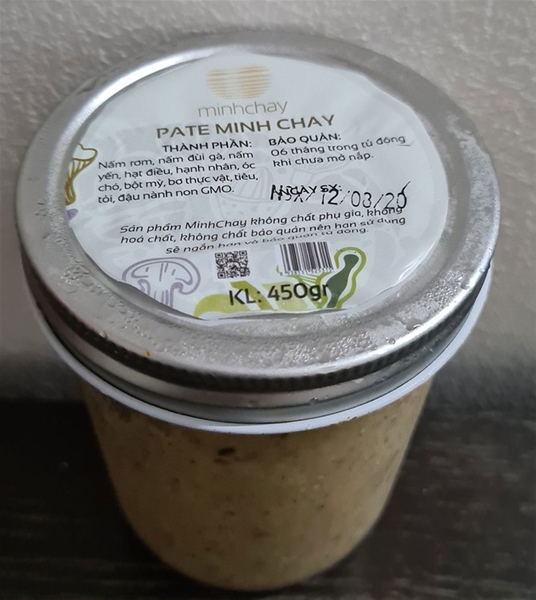 minhchay
PATE MINH CHAY
THÀNH PHẦN:
Nấm rơm, nấm đùi gà, nấm
yến, hạt điều, hạnh nhân, óc
chó, bột mỳ, bơ thực vật, tiêu,
tỏi, đậu nành non GMO.
BẢO QUẢN:
06 tháng trong tủ đông
khi chưa mở nắp.
NGÀY SX:
NSX/12/08/20
Sản phẩm MinhChay không chất phụ gia, không
hoá chất, không chất bảo quản nên hạn sử dụng
sẽ ngắn hạn và bảo quản tủ đông.
KL: 450gr